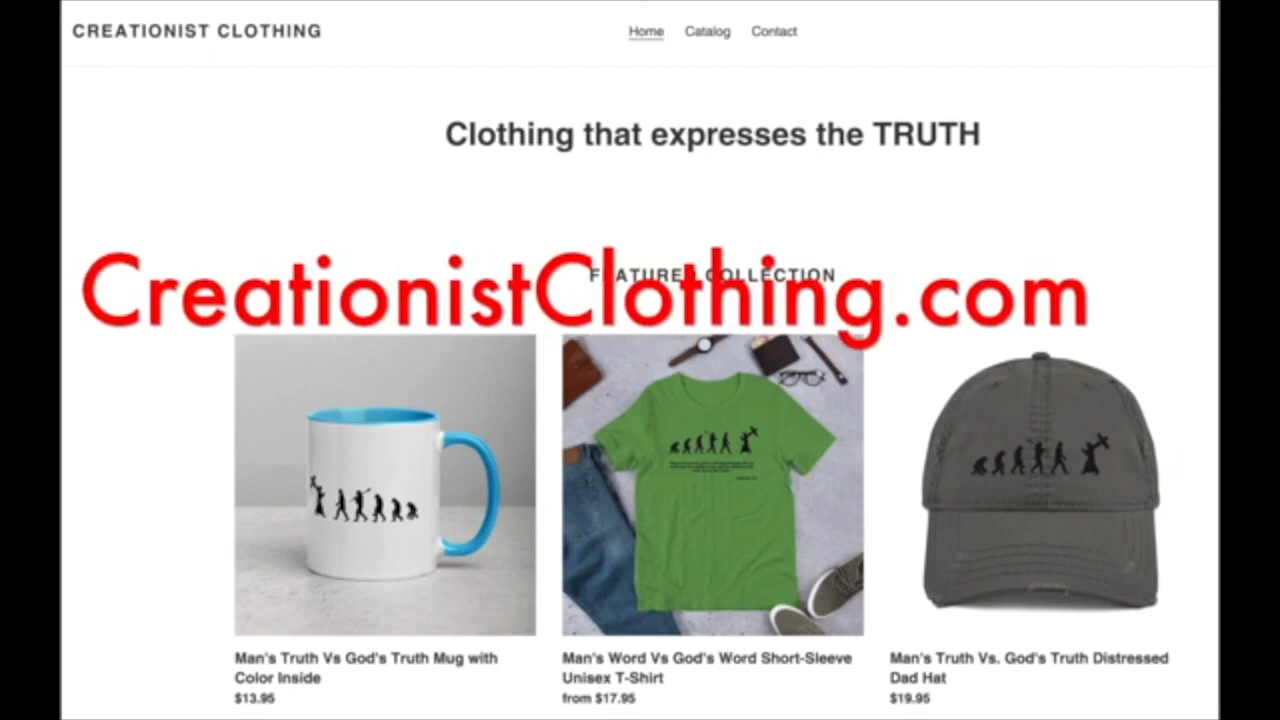 CREATIONIST CLOTHING
Home Catalog Contact
Clothing that expresses the TRUTH
FEATURED COLLECTION
CreationistClothing.com
Man's Truth Vs God's Truth Mug with
Color Inside
$13.95
Man's Word Vs God's Word Short-Sleeve
Unisex T-Shirt
from $17.95
Man's Truth Vs. God's Truth Distressed
Dad Hat
$19.95